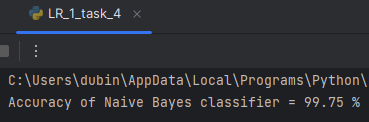 LR_1_task_4
C:\Users\dubin\AppData\Local\Programs\Python\
Accuracy of Naive Bayes classifier = 99.75 %